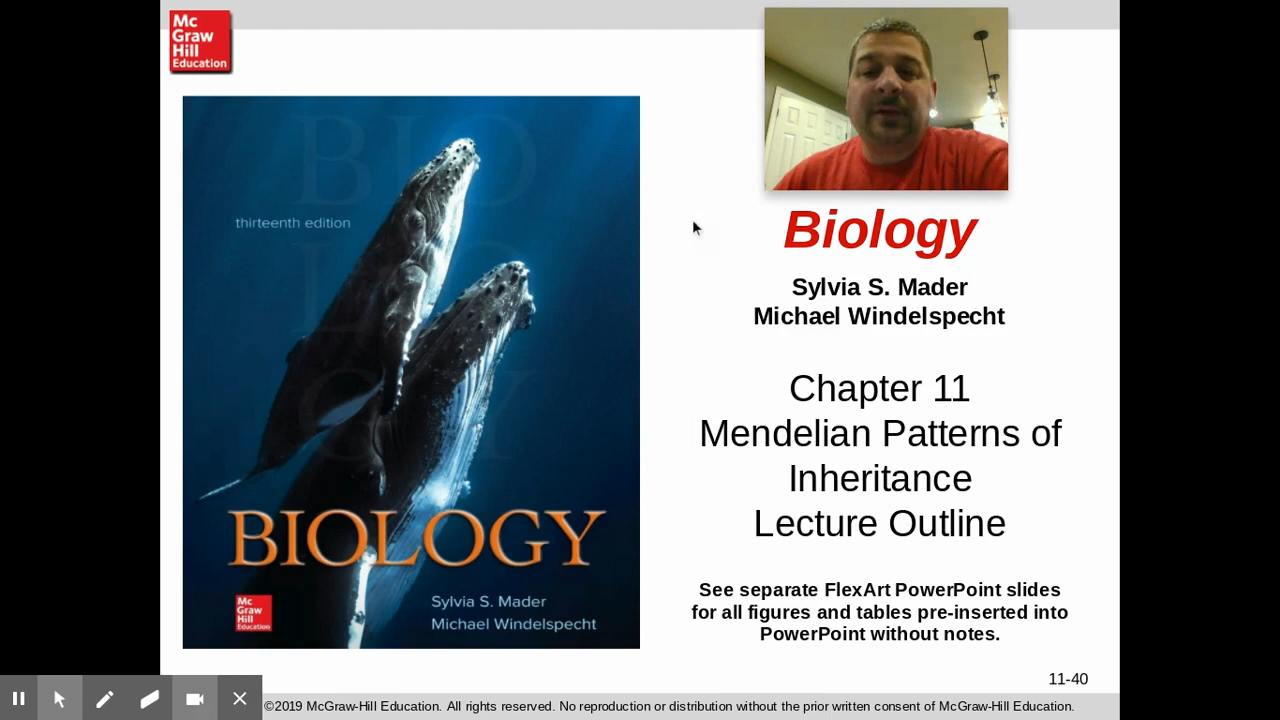 Mc
Graw
Hill
Education
BIO
LO
GY
thirteenth edition
BIOLOGY
Mc
Graw
Hill
Education
Sylvia S. Mader
Michael Windelspecht
Biology
Sylvia S. Mader
Michael Windelspecht
Chapter 11
Mendelian Patterns of
Inheritance
Lecture Outline
See separate FlexArt PowerPoint slides
for all figures and tables pre-inserted into
PowerPoint without notes.
11-40
©2019 McGraw-Hill Education. All rights reserved. No reproduction or distribution without the prior written consent of McGraw-Hill Education.